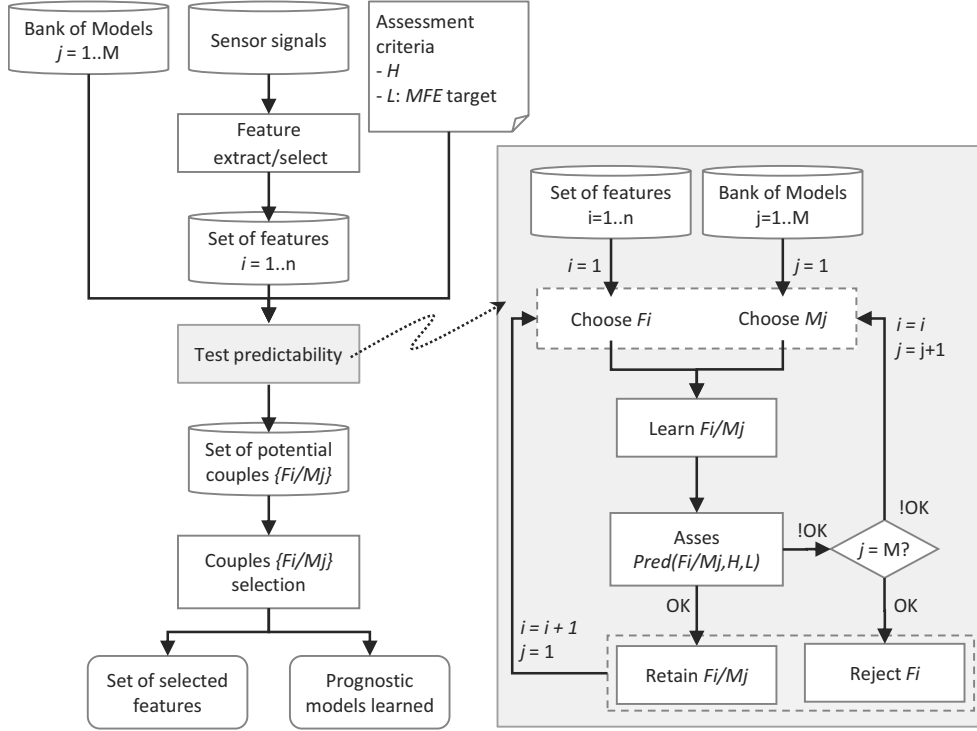 Bank of Models
j = 1..M
Sensor signals
Assessment
criteria
- H
- L: MFE target
Feature
extract/select
Set of features
i = 1..n
Test predictability
Set of potential
couples {Fi/Mj}
Couples {Fi/Mj}
selection
Set of selected
features
Prognostic
models learned
Set of features
i=1..n
Bank of Models
j=1..M
i = 1
j = 1
Choose Fi
Choose Mj
i = i
j = j+1
Learn Fi/Mj
Asses
Pred(Fi/Mj,H,L)
!OK
j = M?
!OK
OK
OK
i = i + 1
j = 1
Retain Fi/Mj
Reject Fi